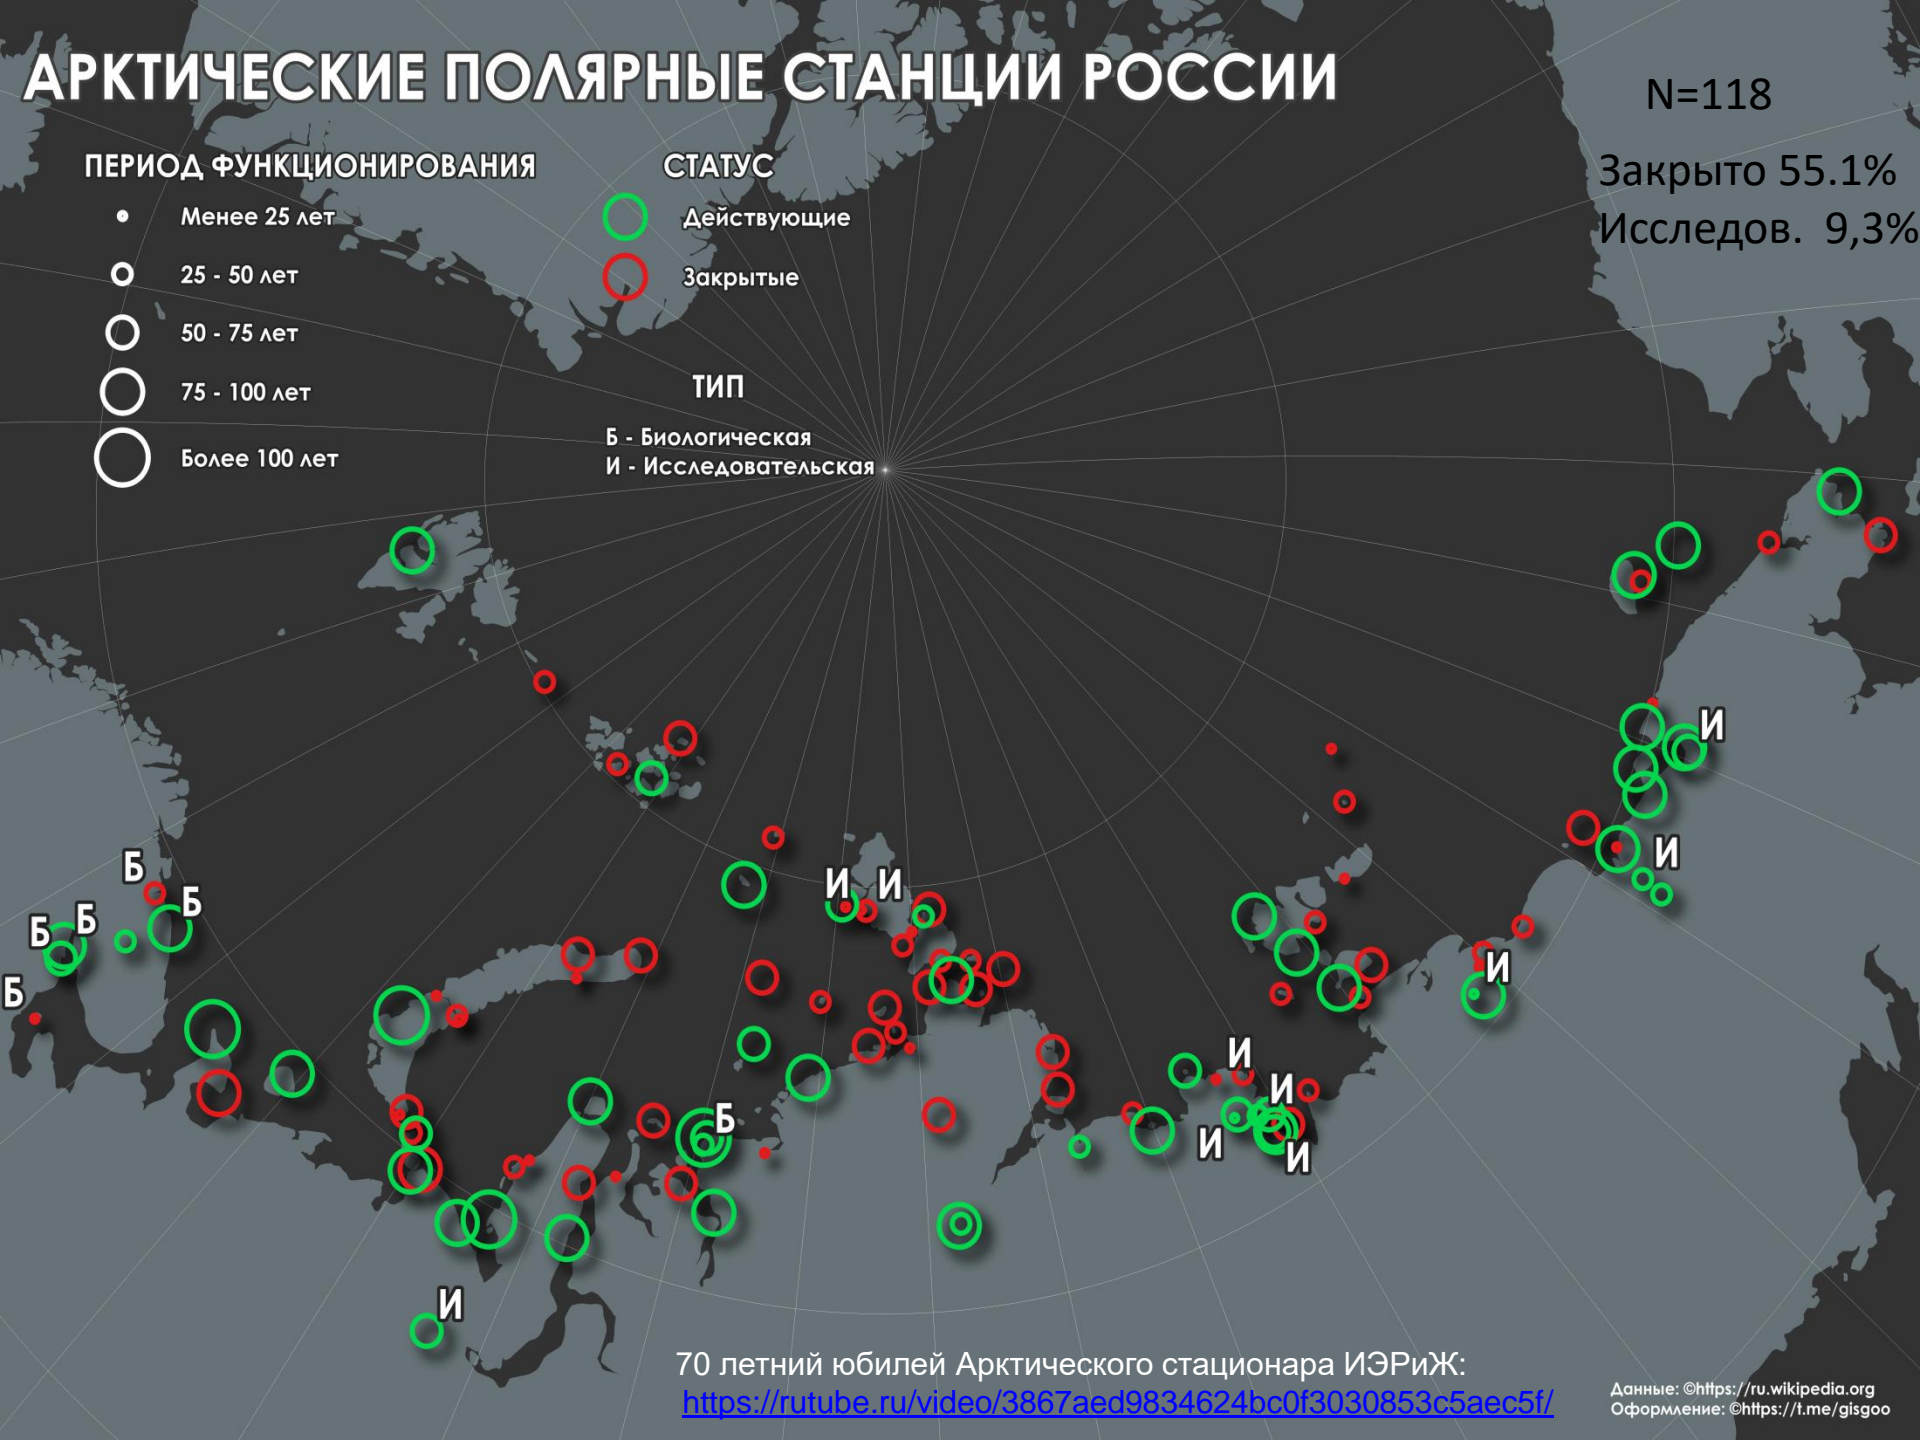 АРКТИЧЕСКИЕ ПОЛЯРНЫЕ СТАНЦИИ РОССИИ
N=118
Закрыто 55.1%
Исследов. 9,3%
ПЕРИОД ФУНКЦИОНИРОВАНИЯ
Менее 25 лет
25 - 50 лет
50 - 75 лет
75 - 100 лет
Более 100 лет
СТАТУС
Действующие
Закрытые
ТИП
Б - Биологическая
И - Исследовательская
И
И
Б
И
И
Б
Б
Б
И
Б
И
И
Б
И
И
И
70 летний юбилей Арктического стационара ИЭРиЖ:
https://rutube.ru/video/3867aed9834624bc0f3030853c5aec5f/
Данные: ©https://ru.wikipedia.org
Оформление: ©https://t.me/gisgoo